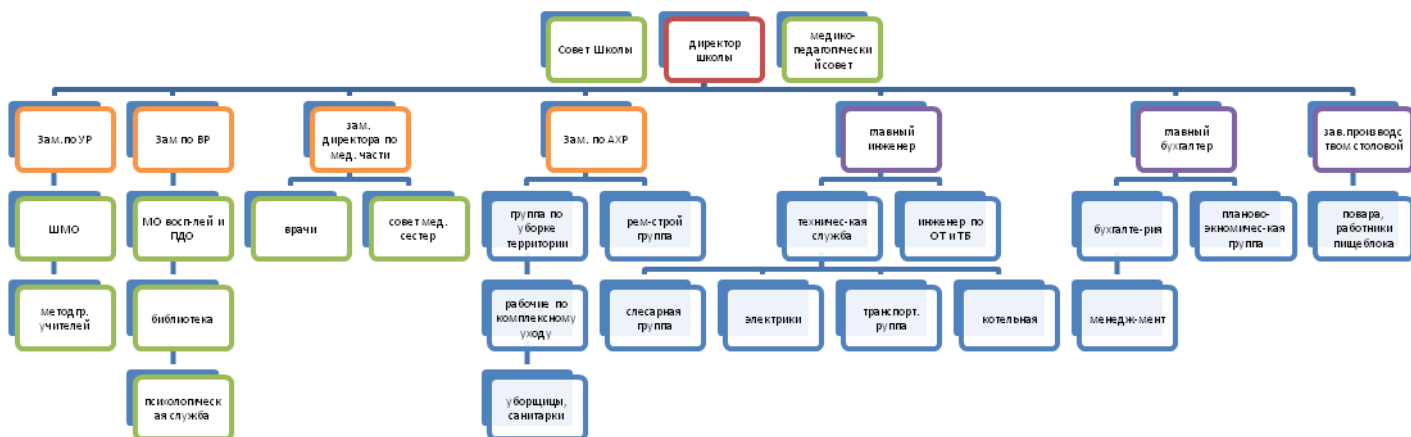 Совет Школы
директор
школы
медико-
педагогически
й совет
Зам. по УР
Зам по ВР
зам.
директора по
мед. части
Зам. по АХР
главный
инженер
главный
бухгалтер
зав.производс
твом столовой
ШМО
МО восп-лей и
ПДО
врачи
совет мед.
сестер
группа по
уборке
территории
рем-строй
группа
техничес-кая
служба
инженер по
ОТ и ТБ
бухгалте-рия
планово-
экномичес-кая
группа
повара,
работники
пищеблока
метод гр.
учителей
библиотека
рабочие по
комплексному
уходу
слесарная
группа
электрики
транспорт.
руппа
котельная
менедж-мент
психологическ
ая служба
уборщицы,
санитарки